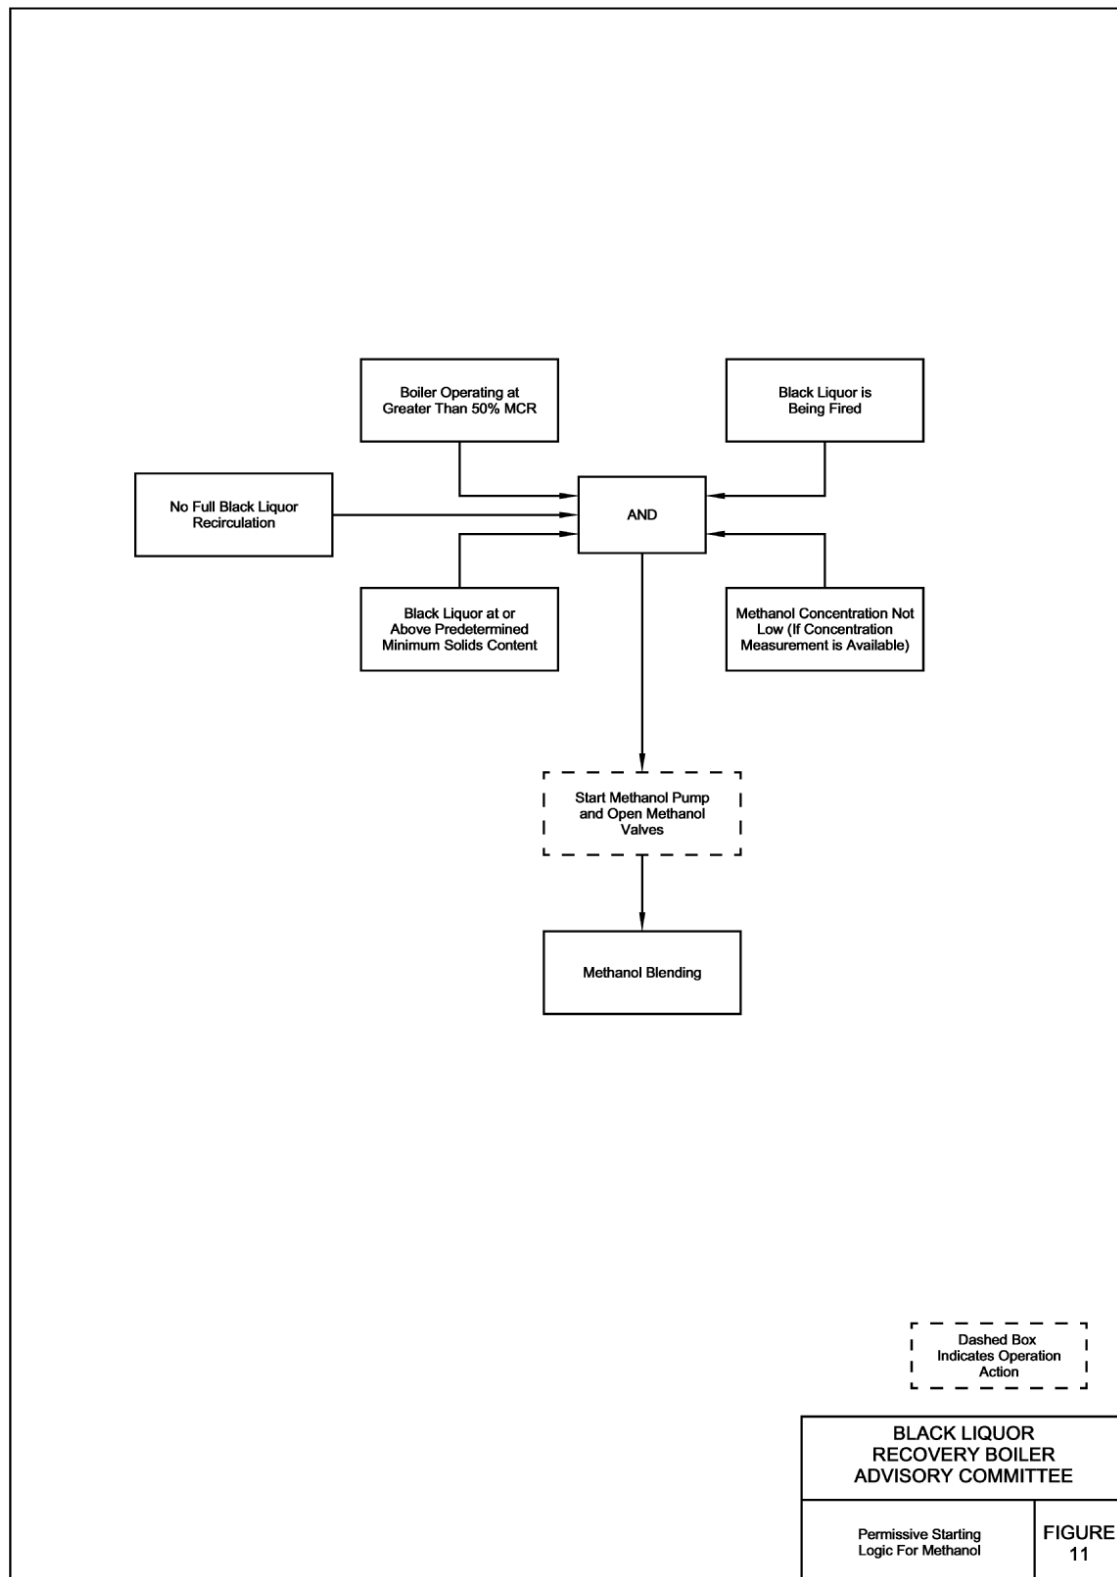 Boiler Operating at
Greater Than 50% MCR
Black Liquor is
Being Fired
No Full Black Liquor
Recirculation
AND
Black Liquor at or
Above Predetermined
Minimum Solids Content
Methanol Concentration Not
Low (If Concentration
Measurement is Available)
Start Methanol Pump
and Open Methanol
Valves
Methanol Blending
Dashed Box
Indicates Operation
Action
BLACK LIQUOR
RECOVERY BOILER
ADVISORY COMMITTEE
Permissive Starting
Logic For Methanol
FIGURE
11